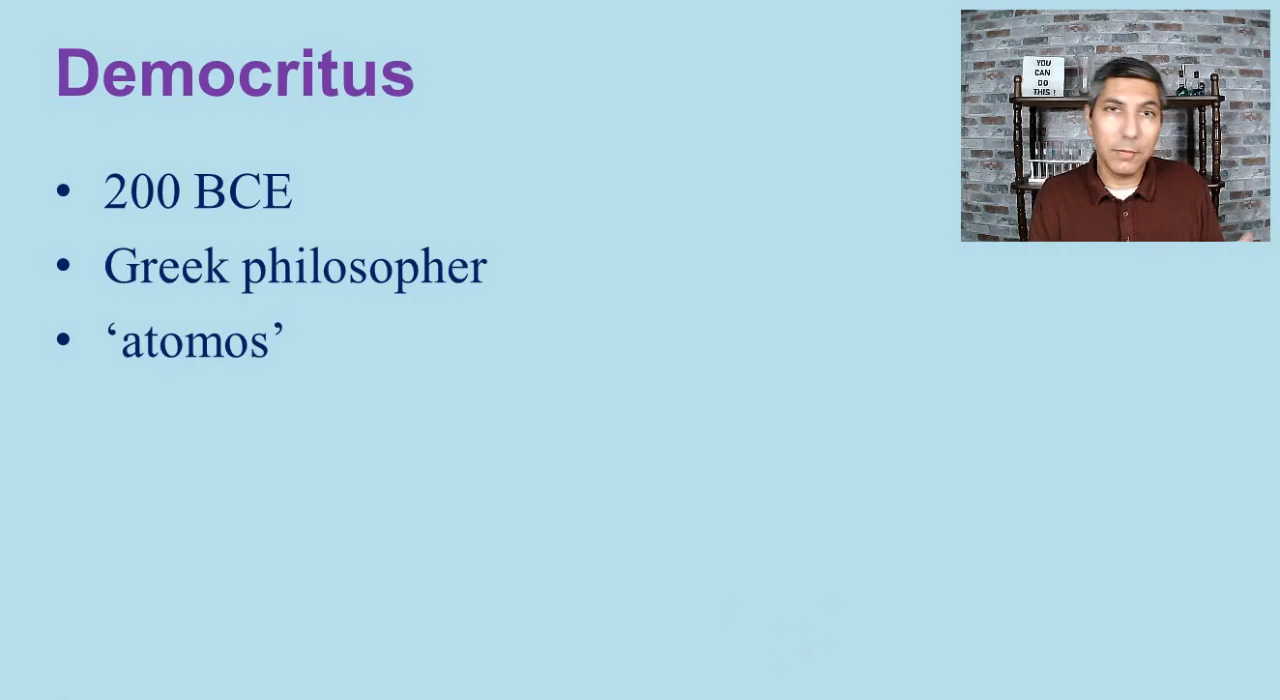 Democritus
• 200 BCE
• Greek philosopher
• ‘atomos’
YOU
CAN
DO
THIS !